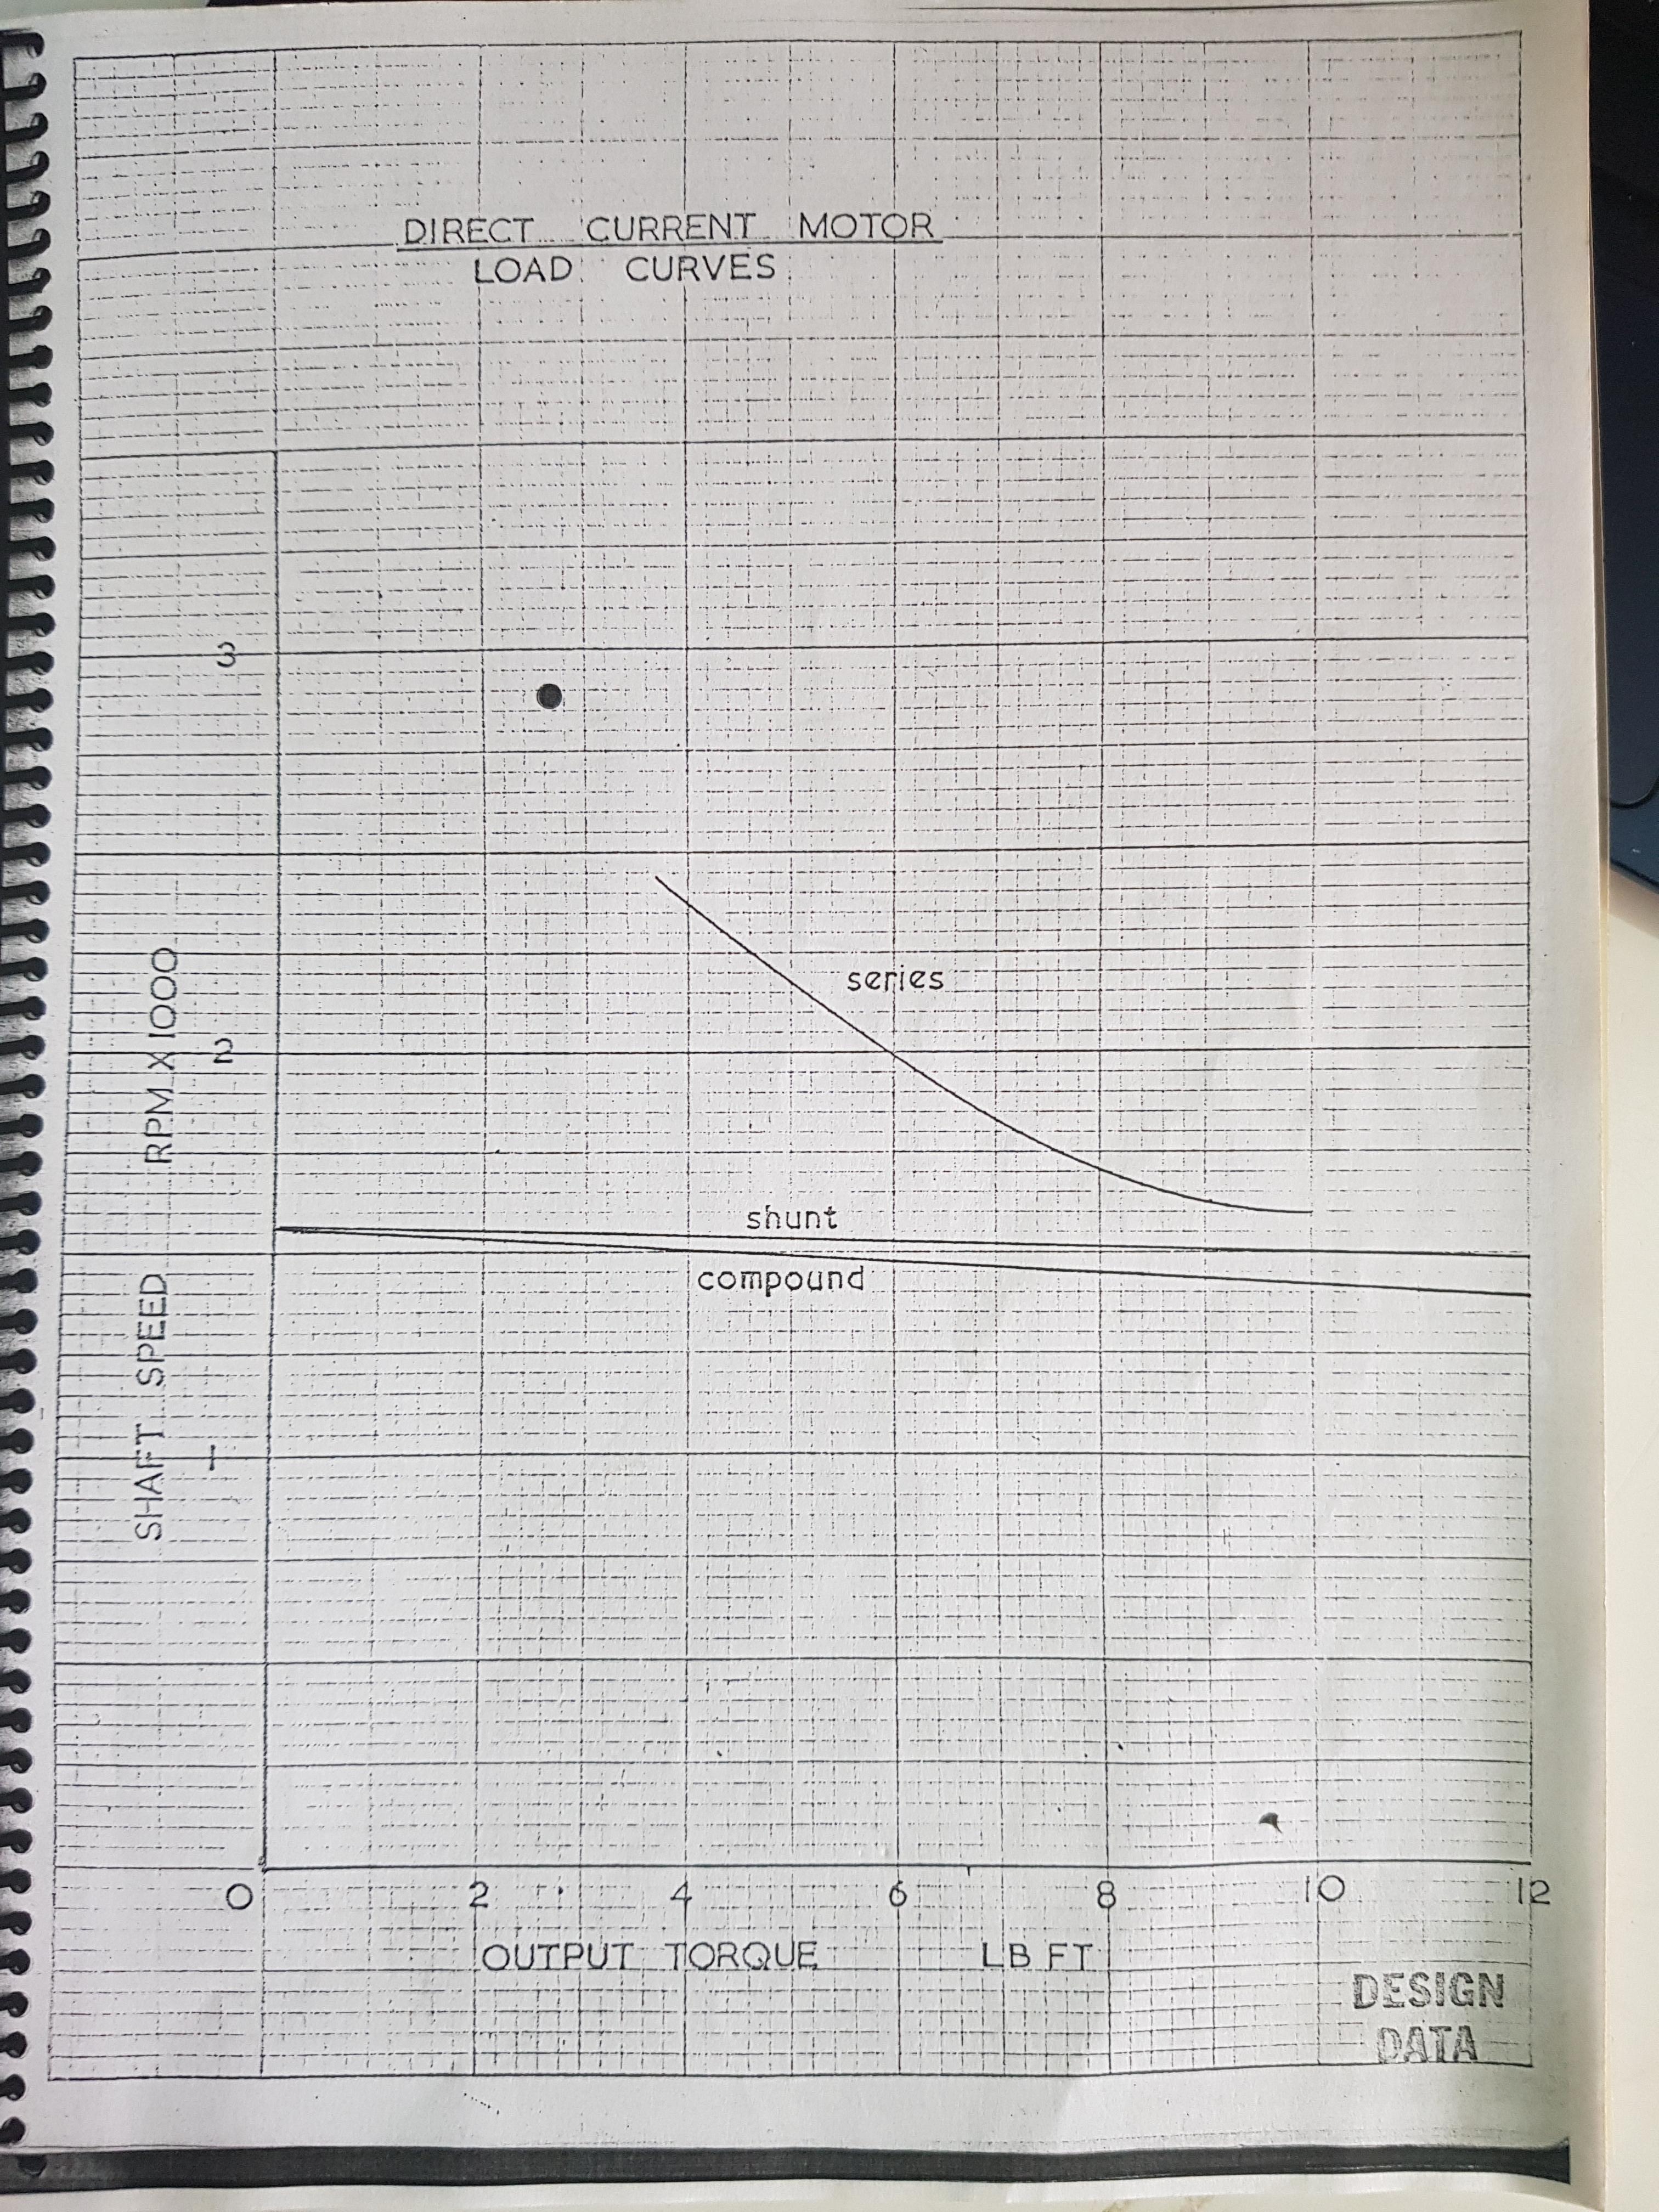 DIRECT CURRENT MOTOR
LOAD CURVES
3
series
2
RPM X 1000
shunt
compound
SHAFT SPEED
1
0 2 4 6 8 10 12
OUTPUT TORQUE LB FT
DESIGN
DATA